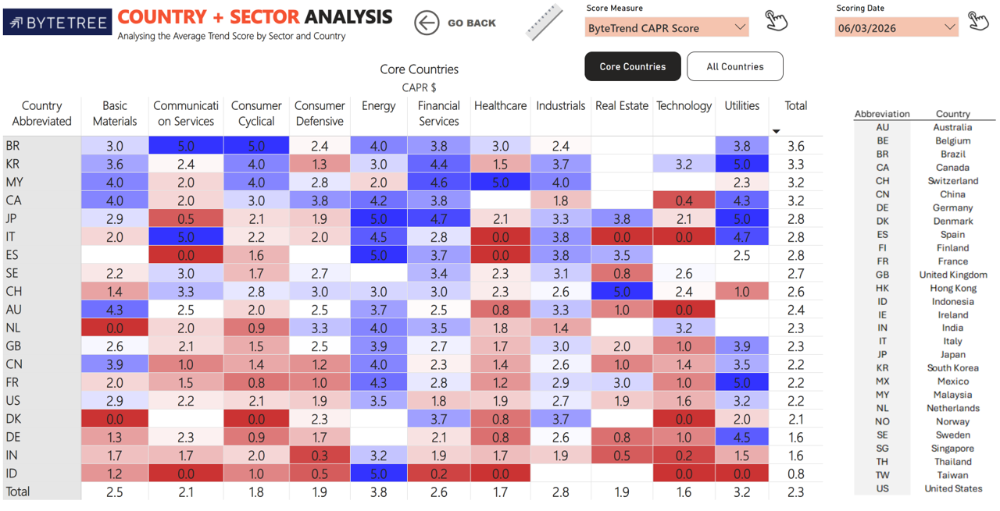 BYTETREE
COUNTRY + SECTOR ANALYSIS
Analysing the Average Trend Score by Sector and Country
GO BACK
Score Measure
ByteTrend CAPR Score
Scoring Date
06/03/2026
Core Countries
All Countries
Core Countries
CAPR $
Country Abbreviated Basic Materials Communicati on Services Consumer Cyclical Consumer Defensive Energy Financial Services Healthcare Industrials Real Estate Technology Utilities Total
BR 3.0 5.0 5.0 2.4 4.0 3.8 3.0 2.4 3.8 3.6
KR 3.6 2.4 4.0 1.3 3.0 4.4 1.5 3.7 3.2 5.0 3.3
MY 4.0 2.0 4.0 2.8 2.0 4.6 5.0 4.0 2.3 3.2
CA 4.0 2.0 3.0 3.8 4.2 3.8 1.8 0.4 4.3 3.2
JP 2.9 0.5 2.1 1.9 5.0 4.7 2.1 3.3 3.8 2.1 5.0 2.8
IT 2.0 5.0 2.2 2.0 4.5 2.8 0.0 3.8 0.0 0.0 4.7 2.8
ES 0.0 1.6 5.0 3.7 0.0 3.8 3.5 2.5 2.8
SE 2.2 3.0 1.7 2.7 3.4 2.3 3.1 0.8 2.6 2.7
CH 1.4 3.3 2.8 3.0 3.0 3.0 2.3 2.6 5.0 2.4 1.0 2.6
AU 4.3 2.5 2.0 2.5 3.7 2.5 0.8 3.3 1.0 0.0 2.4
NL 0.0 2.0 0.9 3.3 4.0 3.5 1.8 1.4 3.2 2.3
GB 2.6 2.1 1.5 2.5 3.9 2.7 1.7 3.0 2.0 1.0 3.9 2.3
CN 3.9 1.0 1.4 1.2 4.0 2.3 1.4 2.6 1.0 1.4 3.5 2.2
FR 2.0 1.5 0.8 1.0 4.3 2.8 1.2 2.9 3.0 1.0 5.0 2.2
US 2.9 2.2 2.1 1.9 3.5 1.8 1.9 2.7 1.9 1.6 3.2 2.2
DK 0.0 0.0 2.3 3.7 0.8 3.7 0.0 2.0 2.1
DE 1.3 2.3 0.9 1.7 2.1 0.8 2.6 0.8 1.0 4.5 1.6
IN 1.7 1.7 2.0 0.3 3.2 1.9 1.7 1.9 0.5 0.2 1.5 1.6
ID 1.2 0.0 1.0 0.5 5.0 0.2 0.0 0.0 0.0 0.8
Total 2.5 2.1 1.8 1.9 3.8 2.6 1.7 2.8 1.9 1.6 3.2 2.3
Abbreviation Country
AU Australia
BE Belgium
BR Brazil
CA Canada
CH Switzerland
CN China
DE Germany
DK Denmark
ES Spain
FI Finland
FR France
GB United Kingdom
HK Hong Kong
ID Indonesia
IE Ireland
IN India
IT Italy
JP Japan
KR South Korea
MX Mexico
MY Malaysia
NL Netherlands
NO Norway
SE Sweden
SG Singapore
TH Thailand
TW Taiwan
US United States